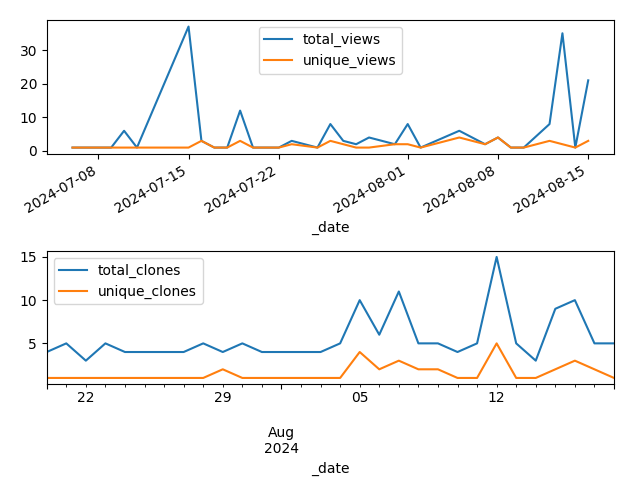 total_views
unique_views
30
20
10
0
2024-07-08
2024-07-15
2024-07-22
2024-08-01
2024-08-08
2024-08-15
_date
total_clones
unique_clones
15
10
5
22
29
05
12
Aug
2024
_date